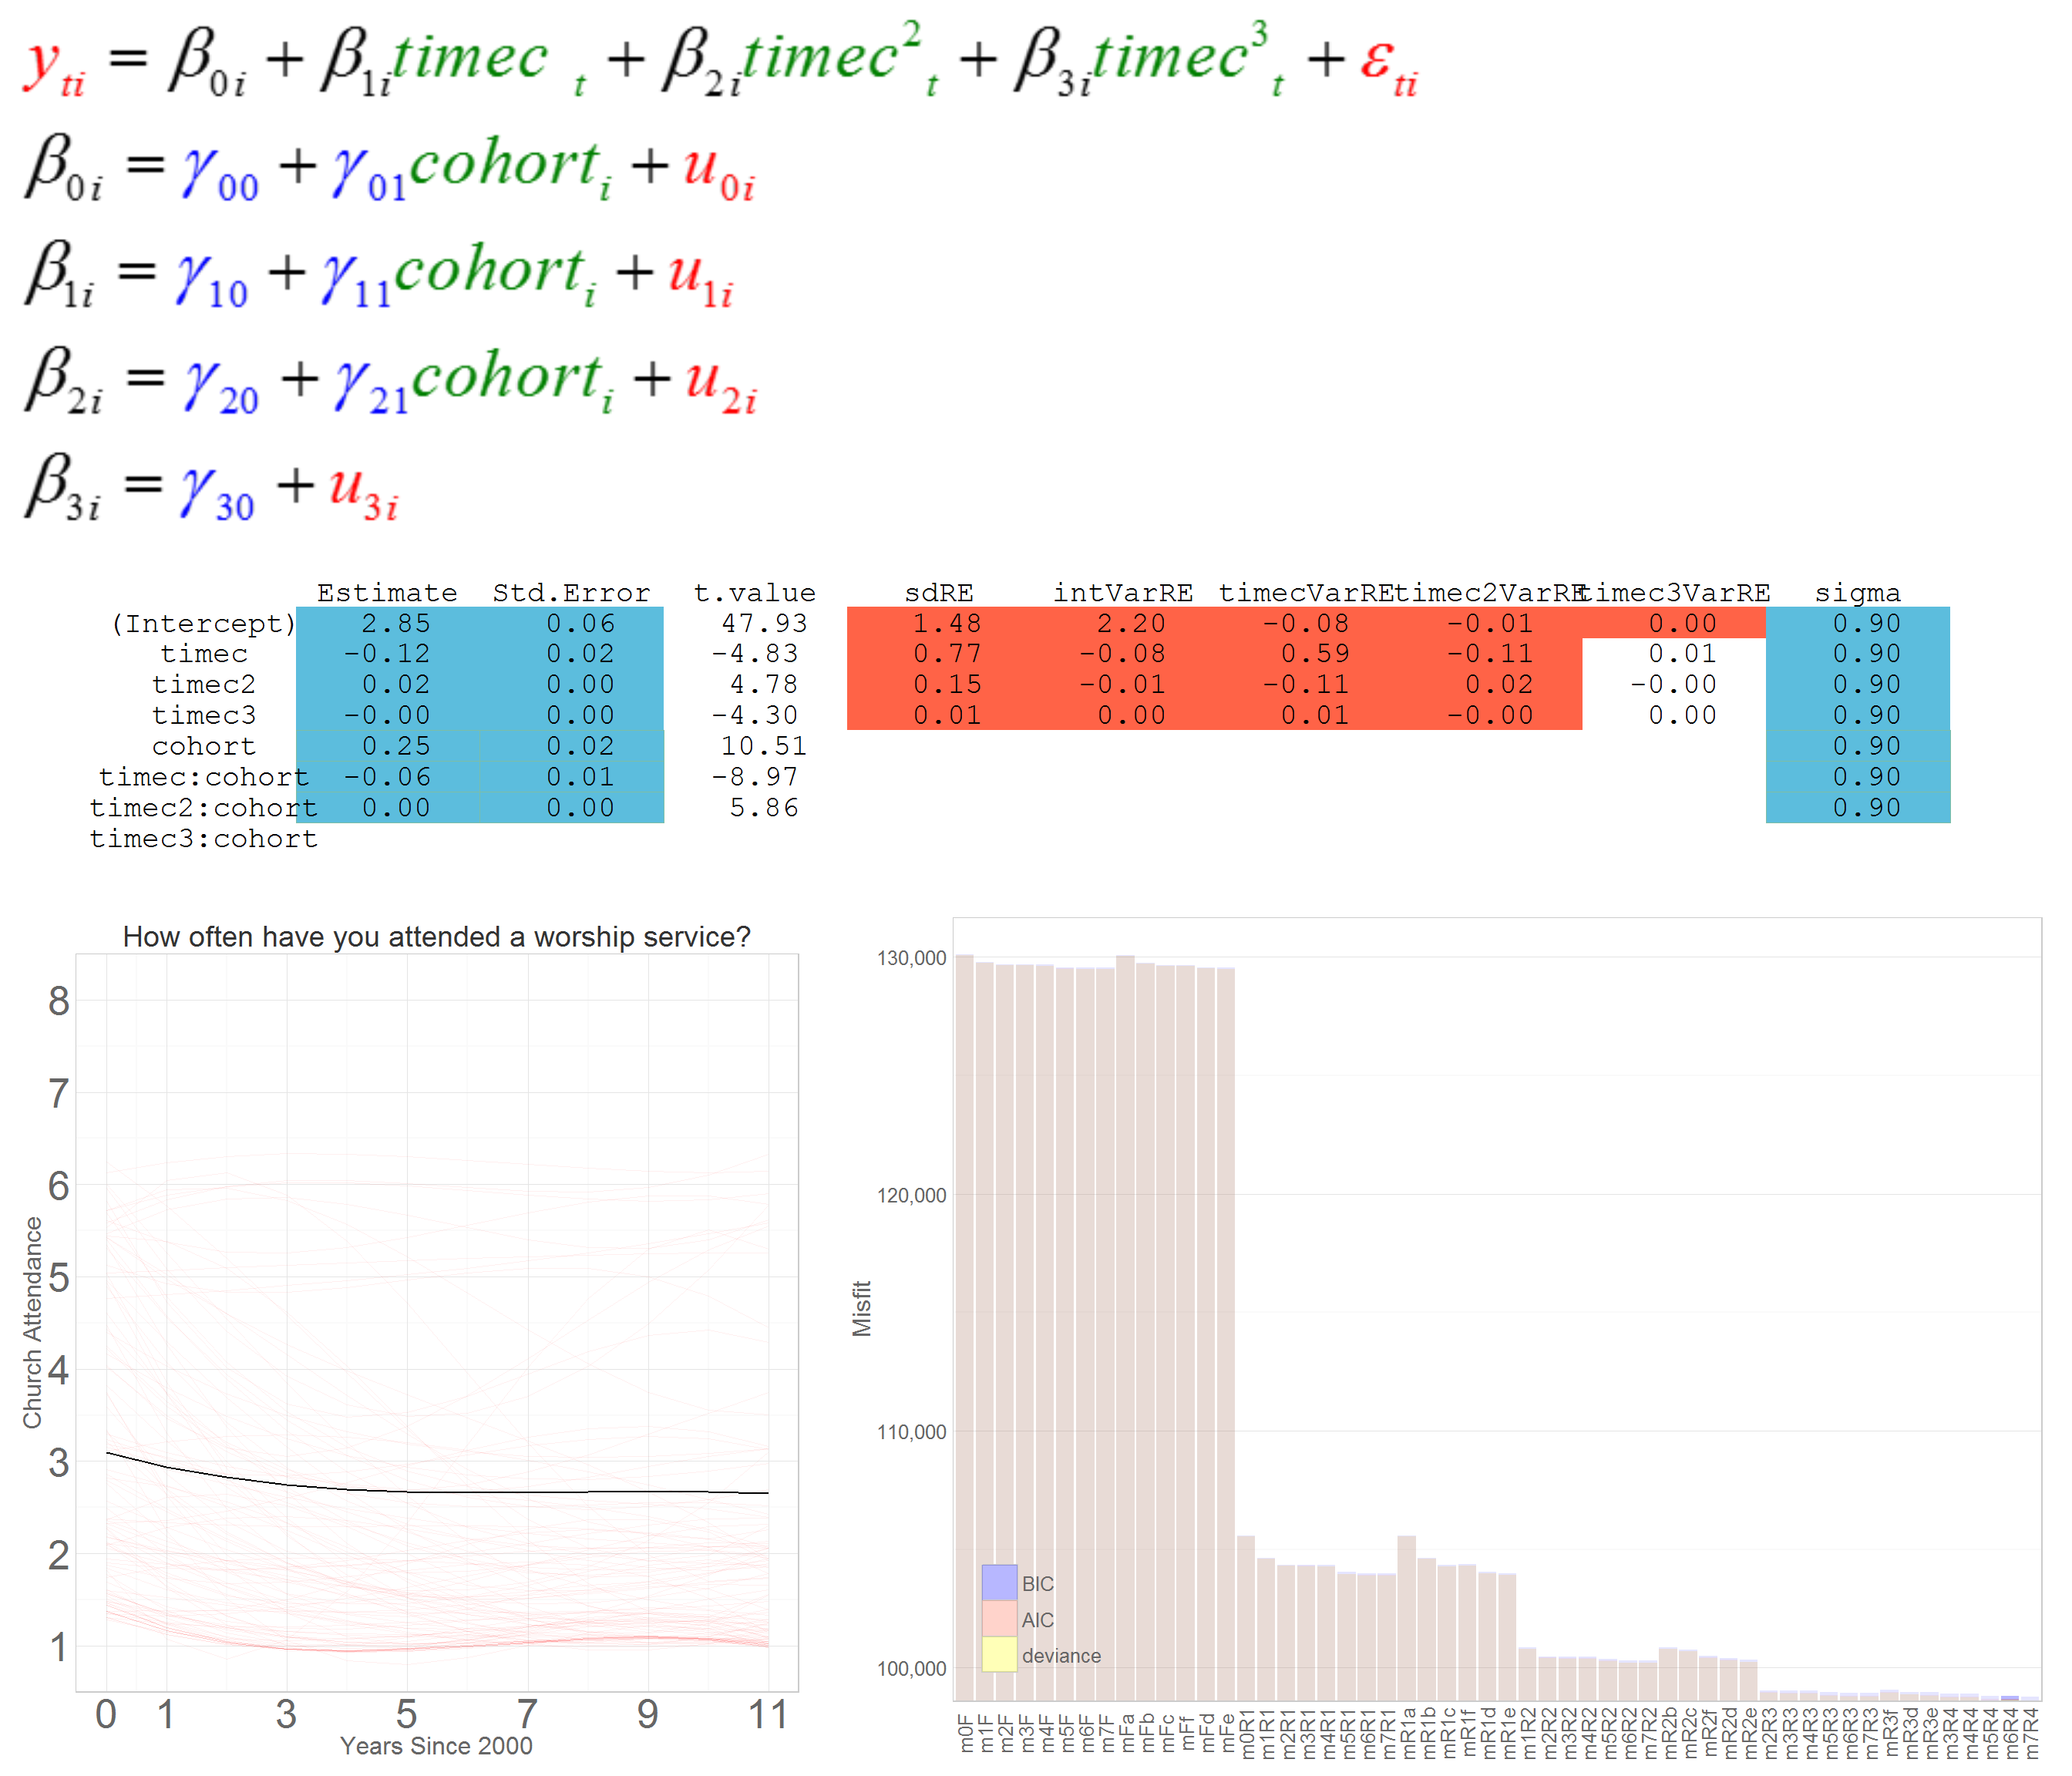 y_ti = β_0i + β_1i timec_t + β_2i timec²_t + β_3i timec³_t + ε_ti
β_0i = γ_00 + γ_01 cohort_i + u_0i
β_1i = γ_10 + γ_11 cohort_i + u_1i
β_2i = γ_20 + γ_21 cohort_i + u_2i
β_3i = γ_30 + u_3i
Estimate Std.Error t.value sdRE intVarRE timecVarRE timec2VarRE timec3VarRE sigma
(Intercept) 2.85 0.06 47.93 1.48 2.20 -0.08 -0.01 0.00 0.90
timec -0.12 0.02 -4.83 0.77 -0.08 0.59 -0.11 0.01 0.90
timec2 0.02 0.00 4.78 0.15 -0.01 -0.11 0.02 -0.00 0.90
timec3 -0.00 0.00 -4.30 0.01 0.00 0.01 -0.00 0.00 0.90
cohort 0.25 0.02 10.51 0.90
timec:cohort -0.06 0.01 -8.97 0.90
timec2:cohort 0.00 0.00 5.86 0.90
timec3:cohort
How often have you attended a worship service?
8
7
6
5
4
3
2
1
Church Attendance
0 1 3 5 7 9 11
Years Since 2000
130,000
120,000
110,000
100,000
Misfit
BIC
AIC
deviance
m0F m1F m2F m3F m4F m5F m6F m7F mFa mFb mFc mFf mFd mFe m0R1 m1R1 m2R1 m3R1 m4R1 m5R1 m6R1 m7R1 mR1a mR1b mR1c mR1f mR1d mR1e m1R2 m2R2 m3R2 m4R2 m5R2 m6R2 m7R2 mR2b mR2c mR2f mR2d mR2e m2R3 m3R3 m4R3 m5R3 m6R3 m7R3 mR3f mR3d mR3e m3R4 m4R4 m5R4 m6R4 m7R4